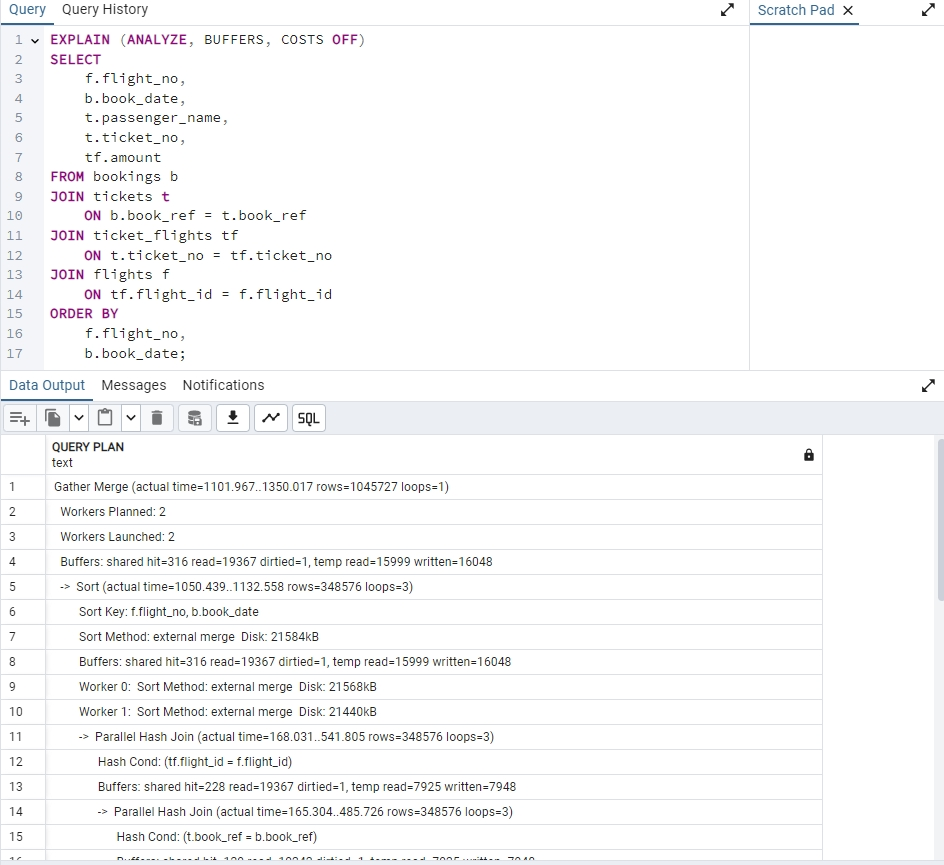 Query Query History
Scratch Pad
1 EXPLAIN (ANALYZE, BUFFERS, COSTS OFF)
2 SELECT
3 f.flight_no,
4 b.book_date,
5 t.passenger_name,
6 t.ticket_no,
7 tf.amount
8 FROM bookings b
9 JOIN tickets t
10 ON b.book_ref = t.book_ref
11 JOIN ticket_flights tf
12 ON t.ticket_no = tf.ticket_no
13 JOIN flights f
14 ON tf.flight_id = f.flight_id
15 ORDER BY
16 f.flight_no,
17 b.book_date;
Data Output Messages Notifications
SQL
QUERY PLAN
text
1 Gather Merge (actual time=1101.967..1350.017 rows=1045727 loops=1)
2 Workers Planned: 2
3 Workers Launched: 2
4 Buffers: shared hit=316 read=19367 dirtied=1, temp read=15999 written=16048
5 -> Sort (actual time=1050.439..1132.558 rows=348576 loops=3)
6 Sort Key: f.flight_no, b.book_date
7 Sort Method: external merge Disk: 21584kB
8 Buffers: shared hit=316 read=19367 dirtied=1, temp read=15999 written=16048
9 Worker 0: Sort Method: external merge Disk: 21568kB
10 Worker 1: Sort Method: external merge Disk: 21440kB
11 -> Parallel Hash Join (actual time=168.031..541.805 rows=348576 loops=3)
12 Hash Cond: (tf.flight_id = f.flight_id)
13 Buffers: shared hit=228 read=19367 dirtied=1, temp read=7925 written=7948
14 -> Parallel Hash Join (actual time=165.304..485.726 rows=348576 loops=3)
15 Hash Cond: (t.book_ref = b.book_ref)